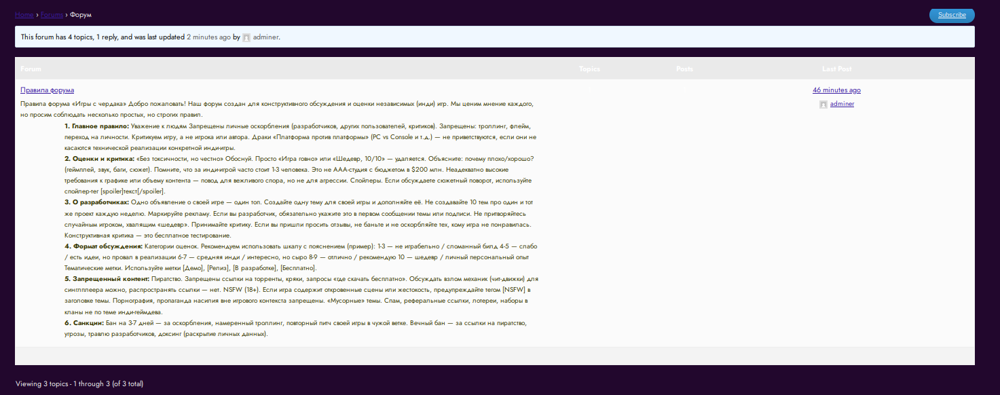 Home › Forums › Форум
Subscribe
This forum has 4 topics, 1 reply, and was last updated 2 minutes ago by adminer.
Forum Topics Posts Last Post
Правила форума
46 minutes ago
adminer
Правила форума «Игры с чердака» Добро пожаловать! Наш форум создан для конструктивного обсуждения и оценки независимых (инди) игр. Мы ценим мнение каждого,
но просим соблюдать несколько простых, но строгих правил.
1. Главное правило: Уважение к людям Запрещены личные оскорбления (разработчиков, других пользователей, критиков). Запрещены: троллинг, флейм,
переход на личности. Критикуем игру, а не игрока или автора. Драки «Платформа против платформы» (PC vs Console и т.д.) — не приветствуются, если они не
касаются технической реализации конкретной инди-игры.
2. Оценки и критика: «Без токсичности, но честно» Обоснуй. Просто «Игра говно» или «Шедевр, 10/10» — удаляется. Объясните: почему плохо/хорошо?
(геймплей, звук, баги, сюжет). Помните, что за инди-игрой часто стоит 1-3 человека. Это не AAA-студия с бюджетом в $200 млн. Неадекватно высокие
требования к графике или объему контента — повод для вежливого спора, но не для агрессии. Спойлеры. Если обсуждаете сюжетный поворот, используйте
спойлер-тег [spoiler]текст[/spoiler].
3. О разработчиках: Одно объявление о своей игре — один топ. Создайте одну тему для своей игры и дополняйте её. Не создавайте 10 тем про один и тот
же проект каждую неделю. Маркируйте рекламу. Если вы разработчик, обязательно укажите это в первом сообщении темы или подписи. Не притворяйтесь
случайным игроком, хвалящим «шедевр». Принимайте критику. Если вы пришли просить отзывы, не баньте и не оскорбляйте тех, кому игра не понравилась.
Конструктивная критика — это бесплатное тестирование.
4. Формат обсуждения: Категории оценок. Рекомендуем использовать шкалу с пояснением (пример): 1-3 — не играбельно / сломанный билд 4-5 — слабо
/ есть идеи, но провал в реализации 6-7 — средняя инди / интересно, но сыро 8-9 — отлично / рекомендую 10 — шедевр / личный персональный опыт
Тематические метки. Используйте метки [Демо], [Релиз], [В разработке], [Бесплатно].
5. Запрещенный контент: Пиратство. Запрещены ссылки на торренты, кряки, запросы «где скачать бесплатно». Обсуждать взлом механик (чит-движки) для
синглплеера можно, распространять ссылки — нет. NSFW (18+). Если игра содержит откровенные сцены или жестокость, предупреждайте тегом [NSFW] в
заголовке темы. Порнография, пропаганда насилия вне игрового контекста запрещены. «Мусорные» темы. Спам, реферальные ссылки, лотереи, наборы в
кланы не по теме инди-геймдева.
6. Санкции: Бан на 3-7 дней — за оскорбления, намеренный троллинг, повторный питч своей игры в чужой ветке. Вечный бан — за ссылки на пиратство,
угрозы, травлю разработчиков, доксинг (раскрытие личных данных).
Viewing 3 topics - 1 through 3 (of 3 total)